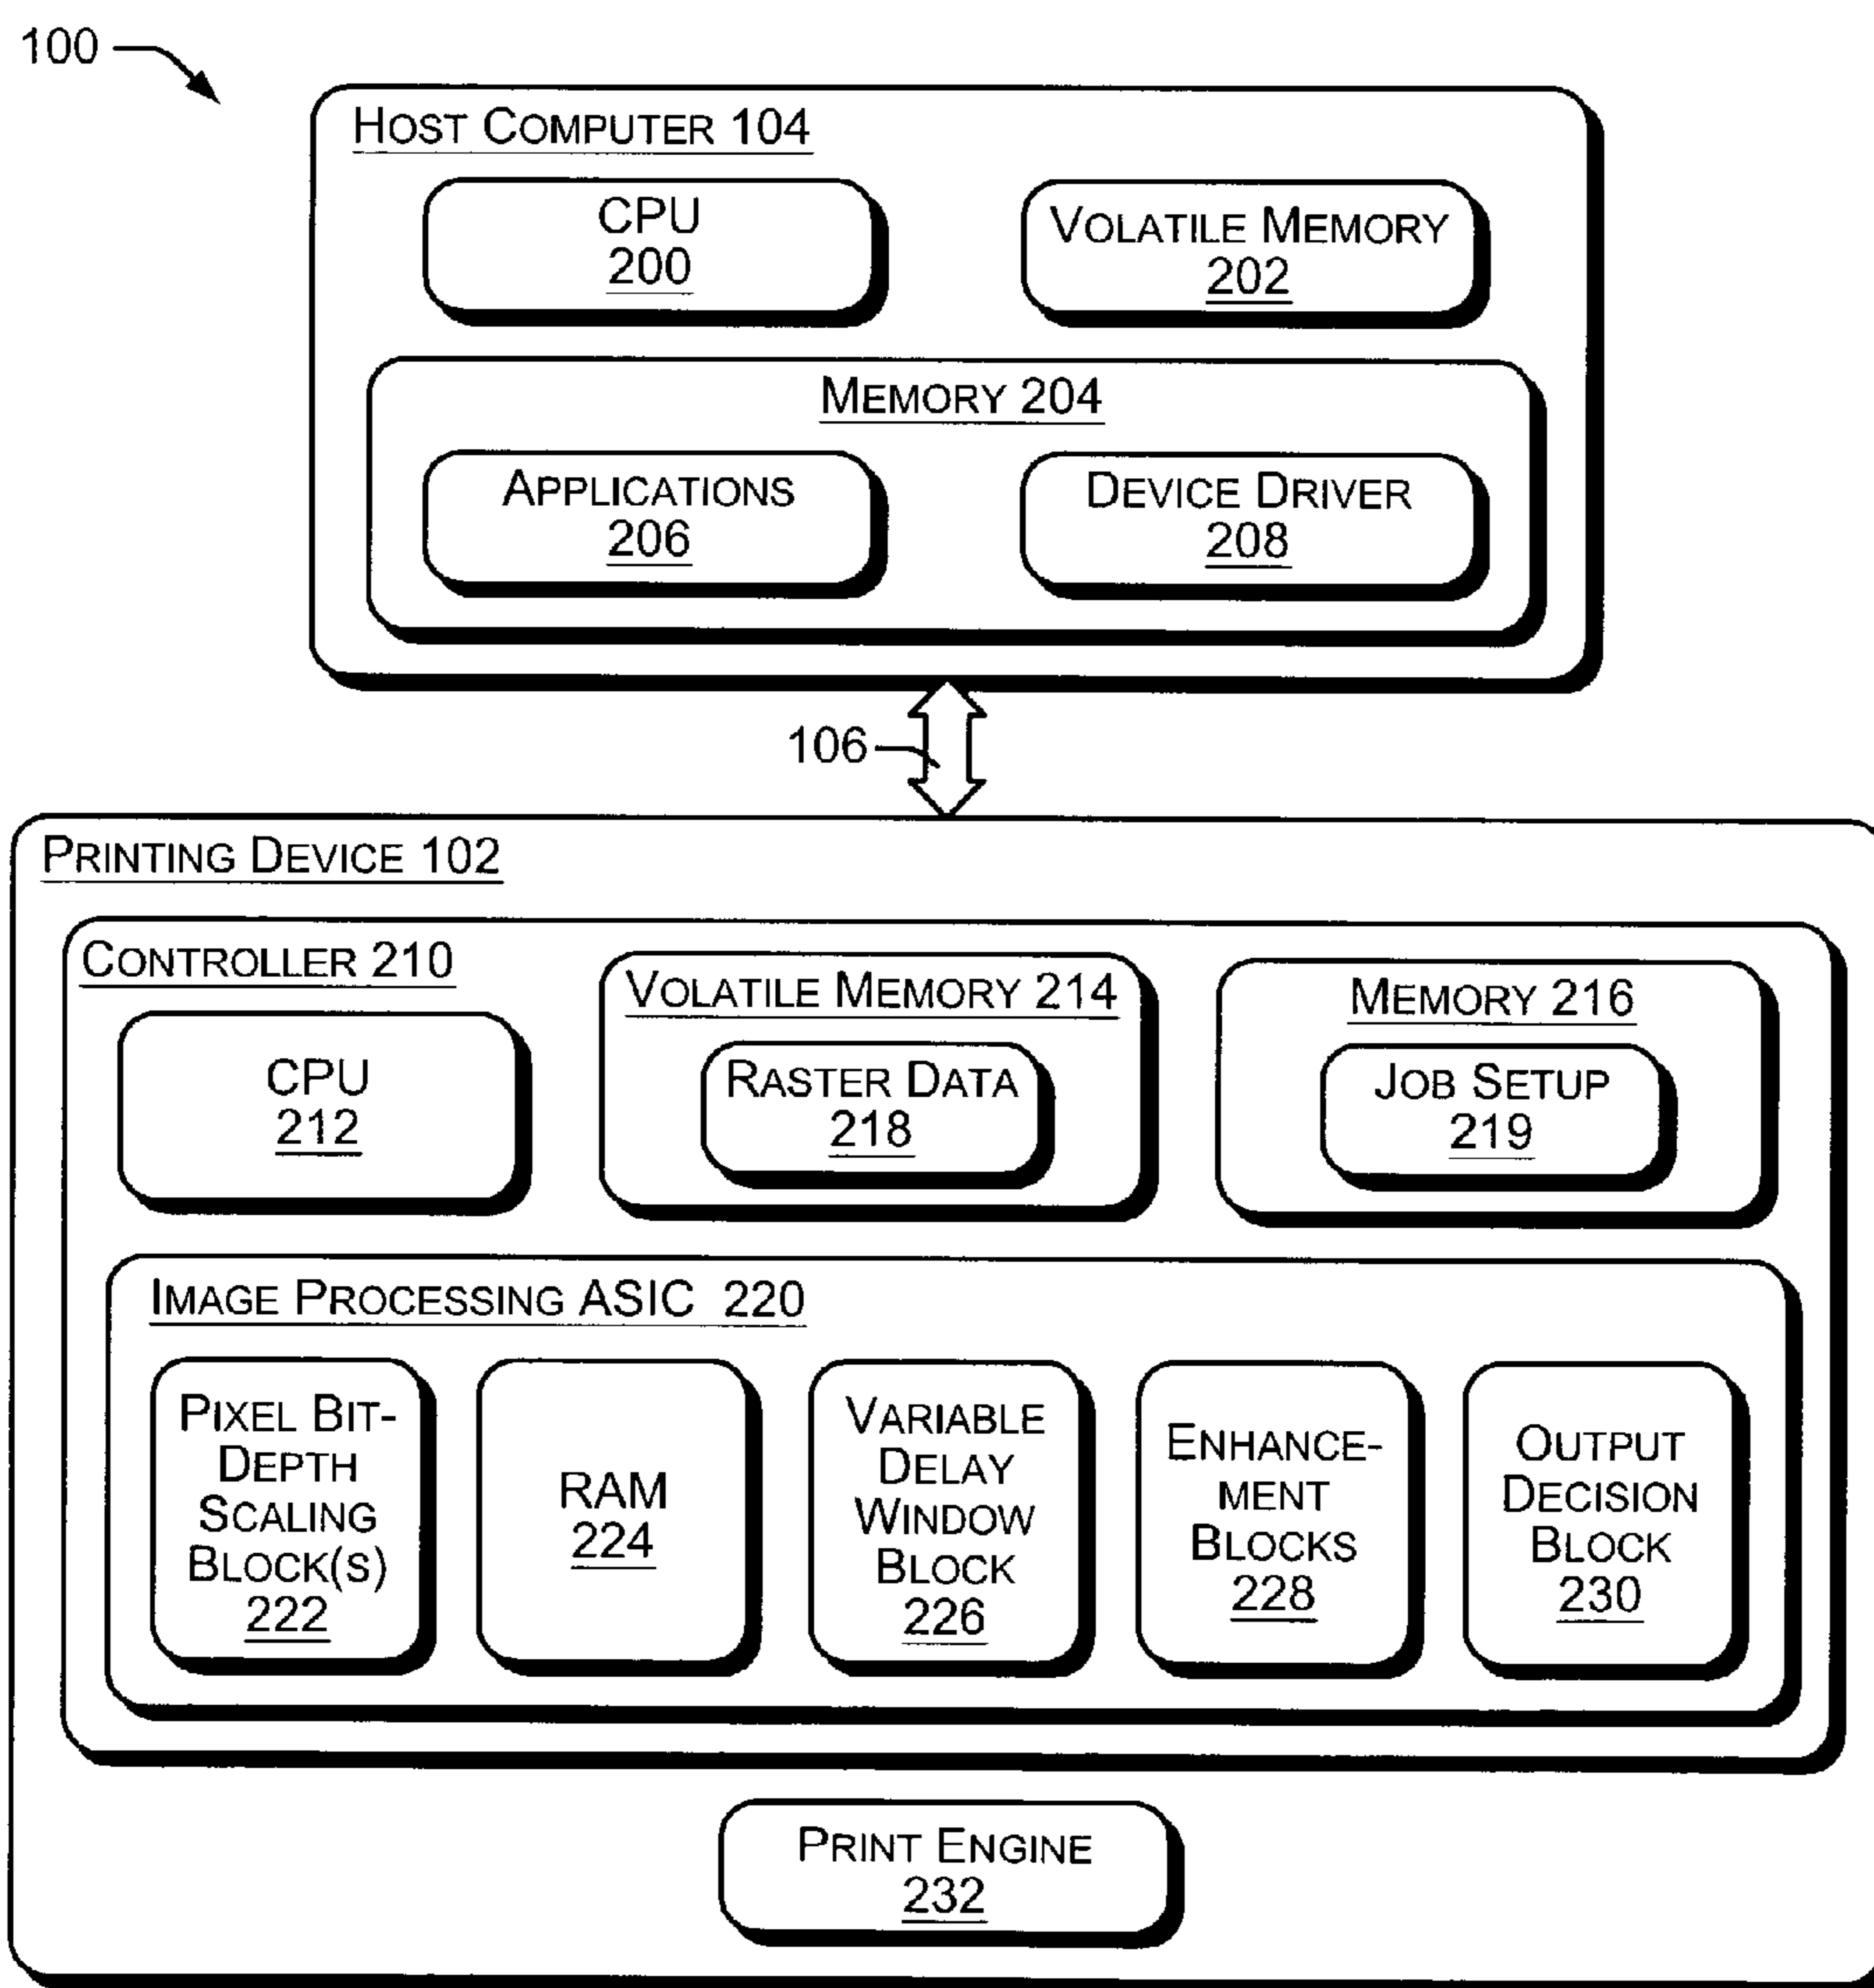 100
HOST COMPUTER 104
CPU
200
VOLATILE MEMORY
202
MEMORY 204
APPLICATIONS
206
DEVICE DRIVER
208
106
PRINTING DEVICE 102
CONTROLLER 210
CPU
212
VOLATILE MEMORY 214
RASTER DATA
218
MEMORY 216
JOB SETUP
219
IMAGE PROCESSING ASIC 220
PIXEL BIT-
DEPTH
SCALING
BLOCK(S)
222
RAM
224
VARIABLE
DELAY
WINDOW
BLOCK
226
ENHANCE-
MENT
BLOCKS
228
OUTPUT
DECISION
BLOCK
230
PRINT ENGINE
232